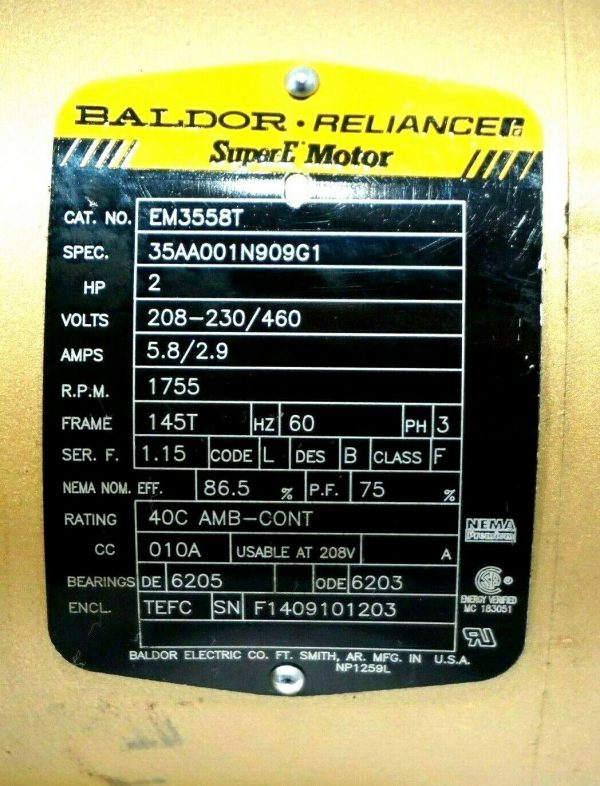 BALDOR • RELIANCE
Super-E Motor
CAT. NO. EM3558T
SPEC. 35AA001N909G1
HP 2
VOLTS 208-230/460
AMPS 5.8/2.9
R.P.M. 1755
FRAME 145T HZ 60 PH 3
SER. F. 1.15 CODE L DES B CLASS F
NEMA NOM. EFF. 86.5 % P.F. 75 %
RATING 40C AMB-CONT
NEMA
Premium
CC 010A USABLE AT 208V A
BEARINGS DE 6205 ODE 6203
ENERGY VERIFIED
MC 183051
ENCL. TEFC SN F1409101203
BALDOR ELECTRIC CO. FT. SMITH, AR. MFG. IN U.S.A.
NP1259L